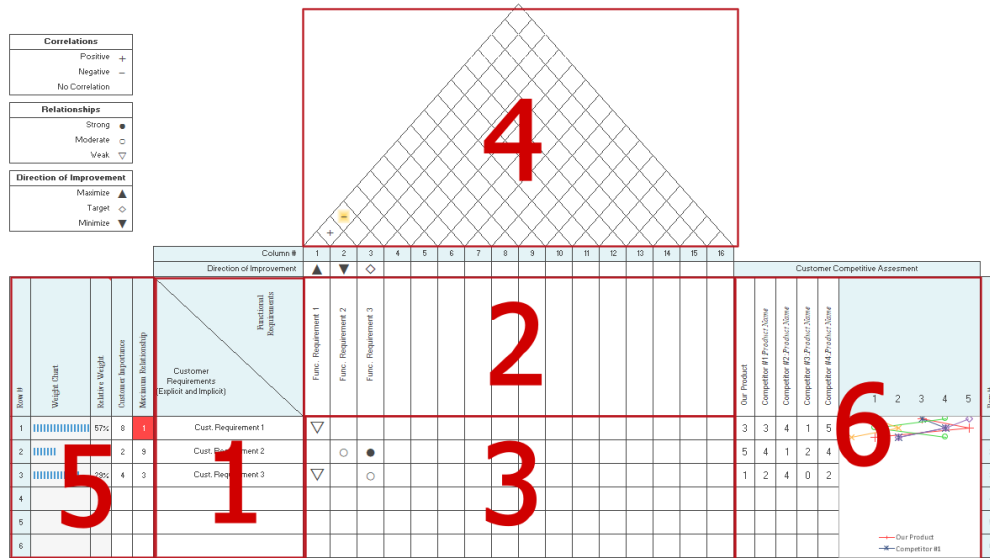 Correlations
Positive +
Negative −
No Correlation
Relationships
Strong ●
Moderate ○
Weak ▽
Direction of Improvement
Maximize ▲
Target ◇
Minimize ▼
4
−
+
Column # 1 2 3 4 5 6 7 8 9 10 11 12 13 14 15 16
Direction of Improvement ▲ ▼ ◇
Customer Competitive Assesment
Row #
Weight Chart
Relative Weight
Customer Importance
Maximum Relationship
Functional
Requirements
Customer
Requirements
(Explicit and Implicit)
Func. Requirement 1
Func. Requirement 2
Func. Requirement 3
2
Our Product
Competitor #1:Product Name
Competitor #2:Product Name
Competitor #3:Product Name
Competitor #4:Product Name
1 2 3 4 5
1 57% 8 1 Cust. Requirement 1 ▽ 3 3 4 1 5
2 2 9 Cust. Requirement 2 ○ ● 5 4 1 2 4
3 29% 4 3 Cust. Requirement 3 ▽ ○ 1 2 4 0 2
4
5
6
5
1
3
6
Our Product
Competitor #1